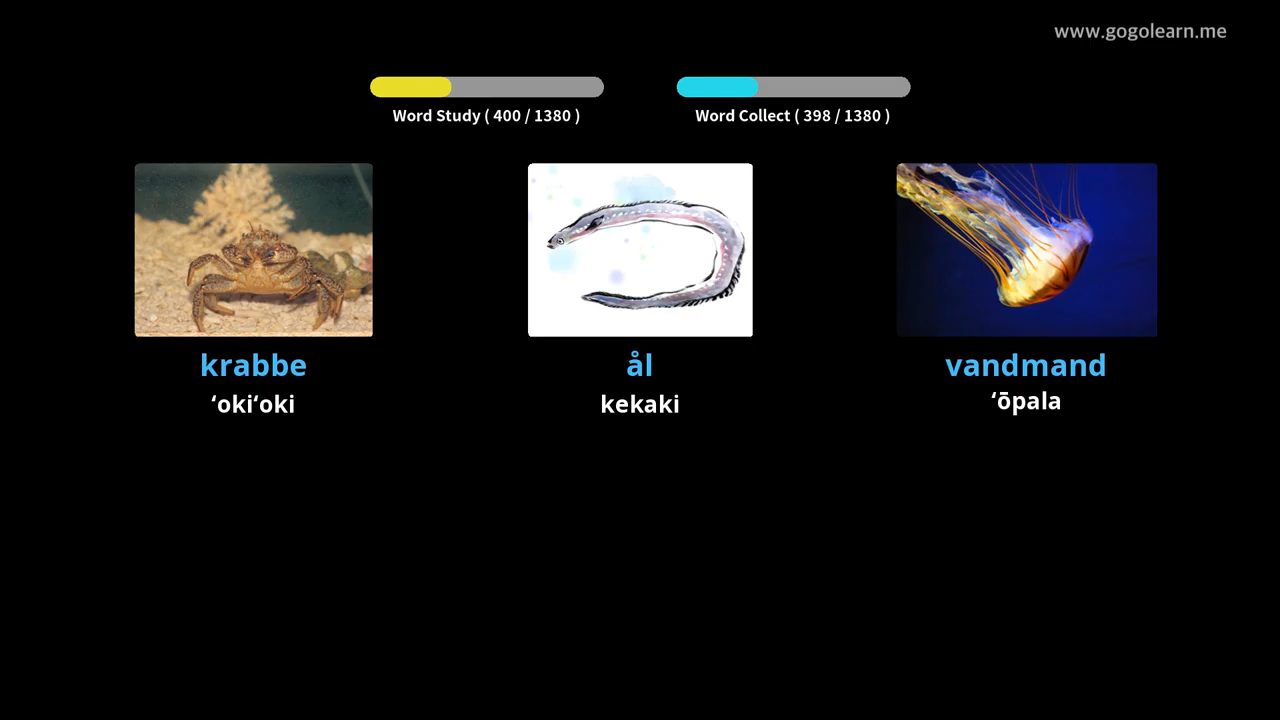 www.gogolearn.me
Word Study ( 400 / 1380 )
Word Collect ( 398 / 1380 )
krabbe
ål
vandmand
ʻokiʻoki
kekaki
ʻōpala